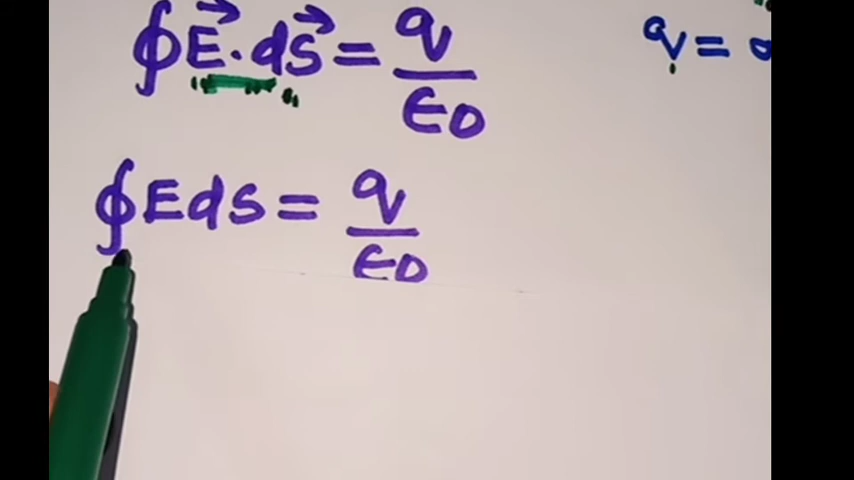 ∮E⃗·dS⃗ = q/ε0
q =
∮EdS = q/ε0